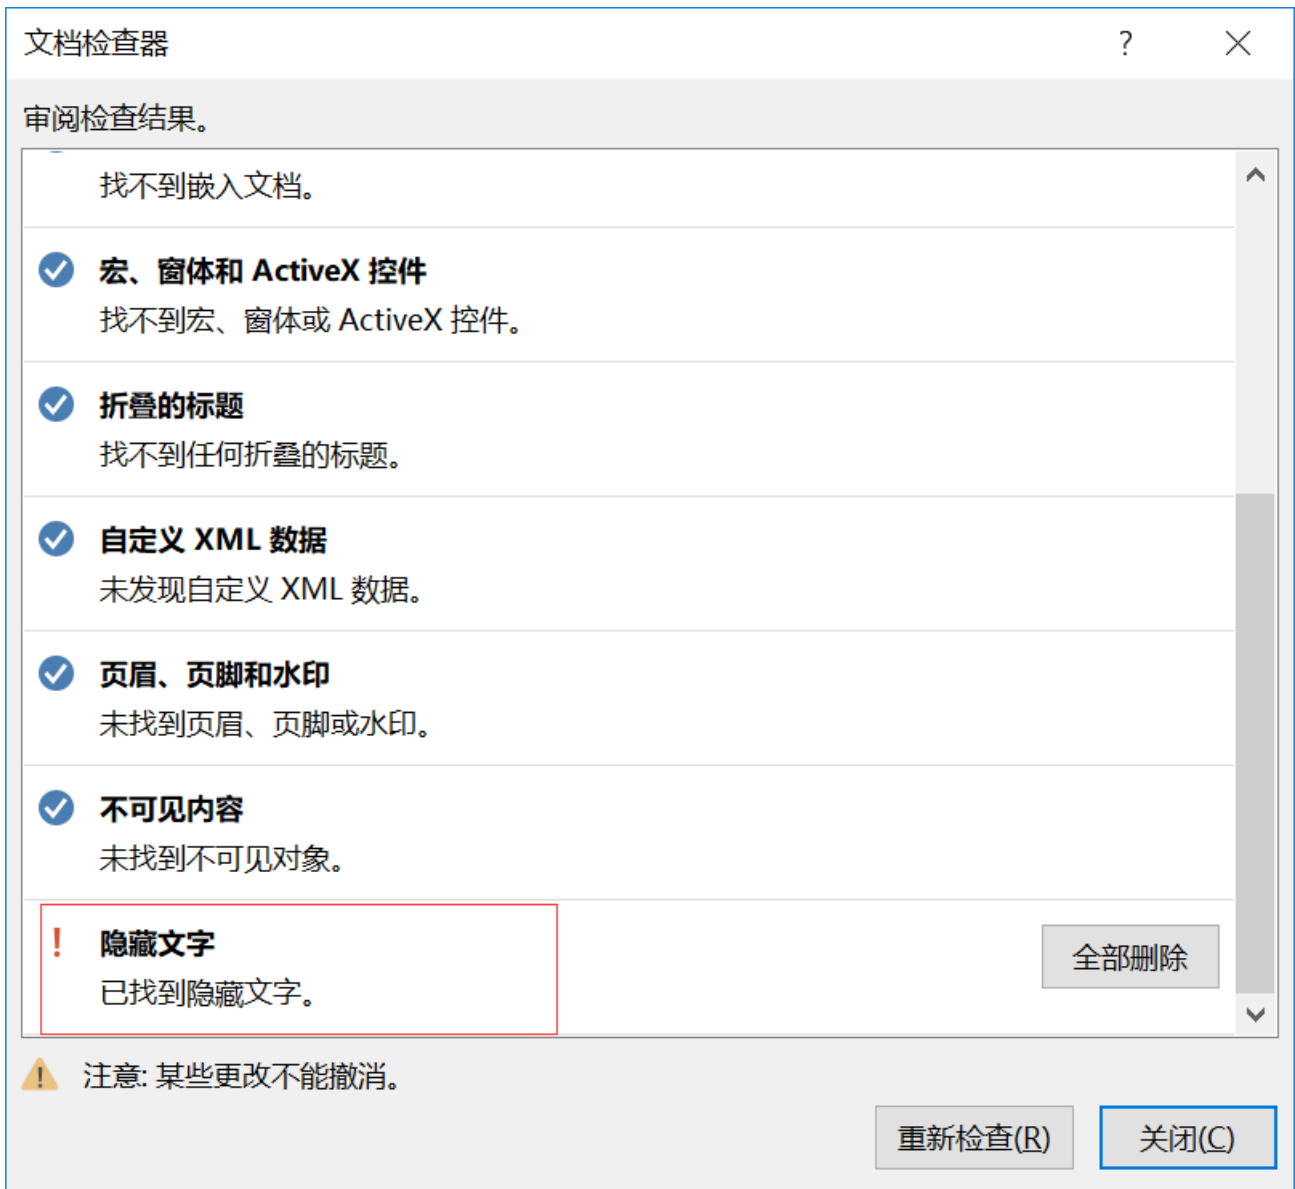 文档检查器
?
审阅检查结果。
找不到嵌入文档。
宏、窗体和 ActiveX 控件
找不到宏、窗体或 ActiveX 控件。
折叠的标题
找不到任何折叠的标题。
自定义 XML 数据
未发现自定义 XML 数据。
页眉、页脚和水印
未找到页眉、页脚或水印。
不可见内容
未找到不可见对象。
! 隐藏文字
已找到隐藏文字。
全部删除
注意: 某些更改不能撤消。
重新检查(R)
关闭(C)